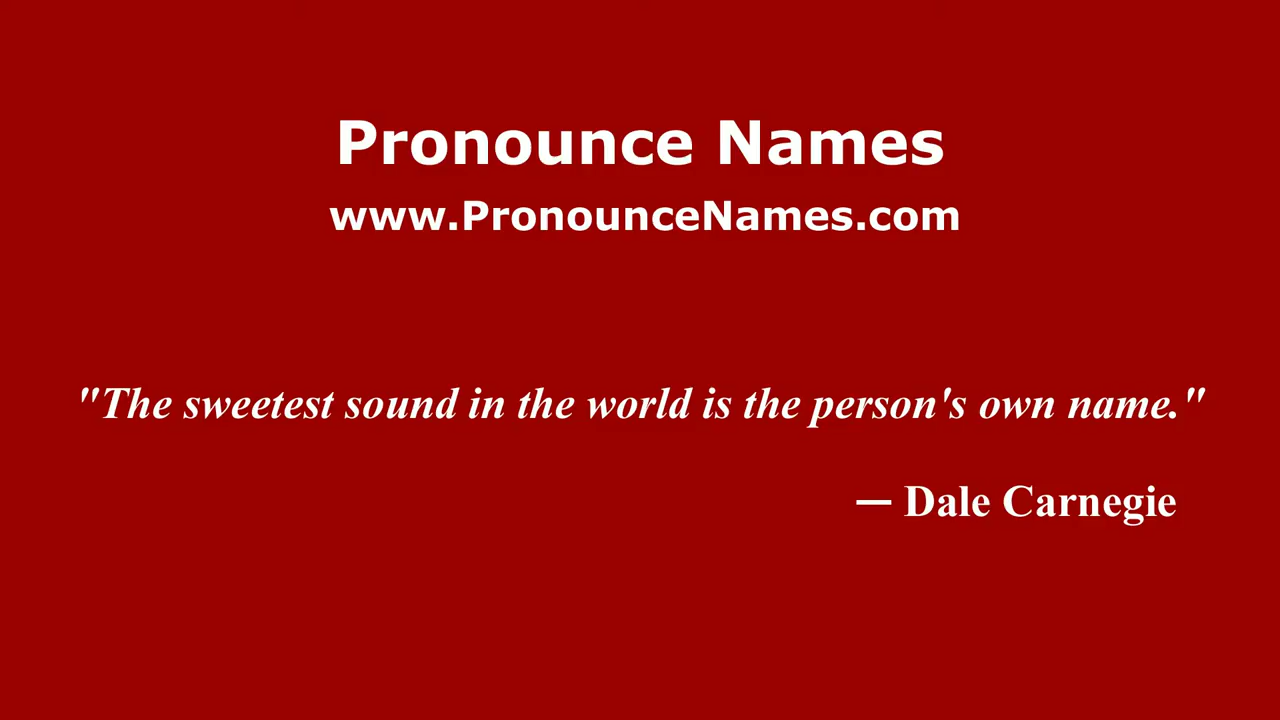 Pronounce Names
www.PronounceNames.com
"The sweetest sound in the world is the person's own name."
— Dale Carnegie